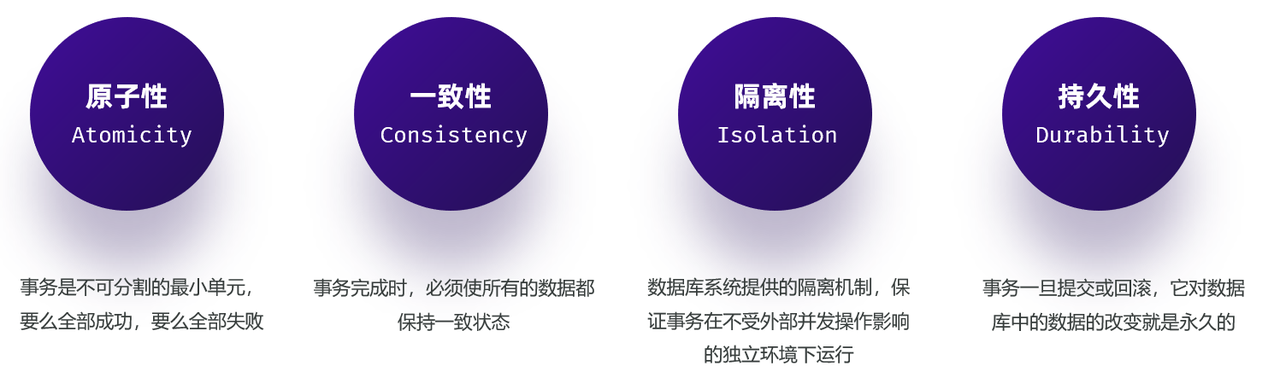 原子性
Atomicity
事务是不可分割的最小单元，
要么全部成功，要么全部失败
一致性
Consistency
事务完成时，必须使所有的数据都
保持一致状态
隔离性
Isolation
数据库系统提供的隔离机制，保
证事务在不受外部并发操作影响
的独立环境下运行
持久性
Durability
事务一旦提交或回滚，它对数据
库中的数据的改变就是永久的